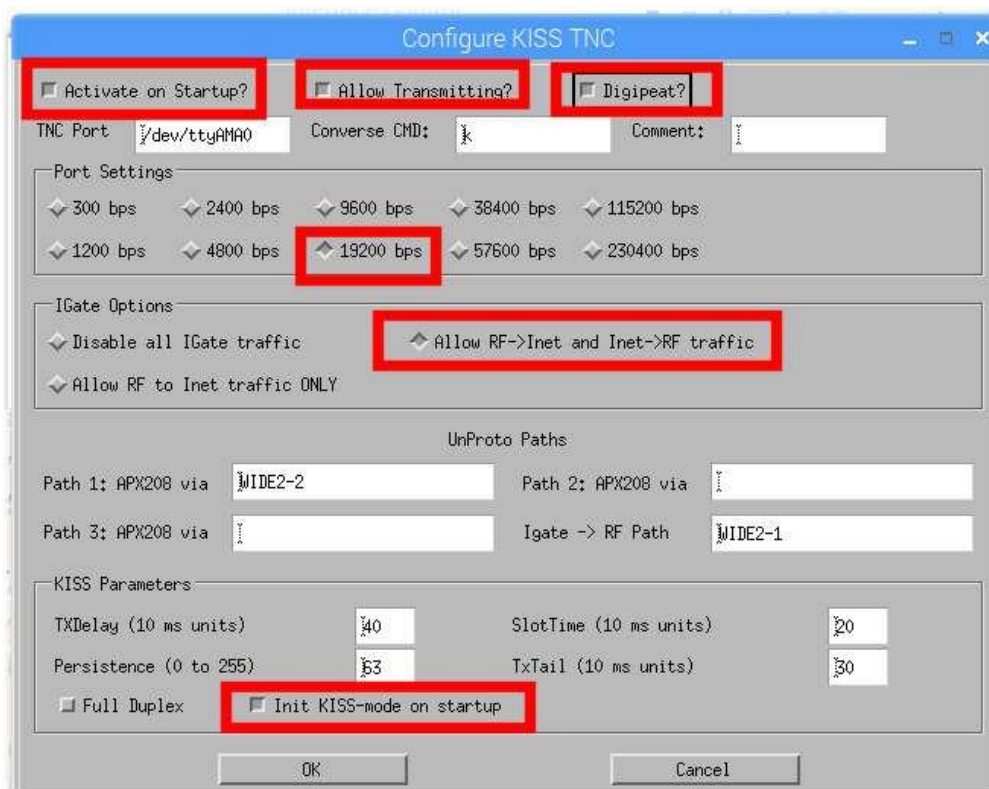 Configure KISS TNC
Activate on Startup? Allow Transmitting? Digipeat?
TNC Port /dev/ttyAMA0 Converse CMD: k Comment:
Port Settings
300 bps 2400 bps 9600 bps 38400 bps 115200 bps
1200 bps 4800 bps 19200 bps 57600 bps 230400 bps
IGate Options
Disable all IGate traffic Allow RF->Inet and Inet->RF traffic
Allow RF to Inet traffic ONLY
UnProto Paths
Path 1: APX208 via WIDE2-2 Path 2: APX208 via
Path 3: APX208 via Igate -> RF Path WIDE2-1
KISS Parameters
TXDelay (10 ms units) 40 SlotTime (10 ms units) 20
Persistence (0 to 255) 63 TxTail (10 ms units) 30
Full Duplex Init KISS-mode on startup
OK Cancel